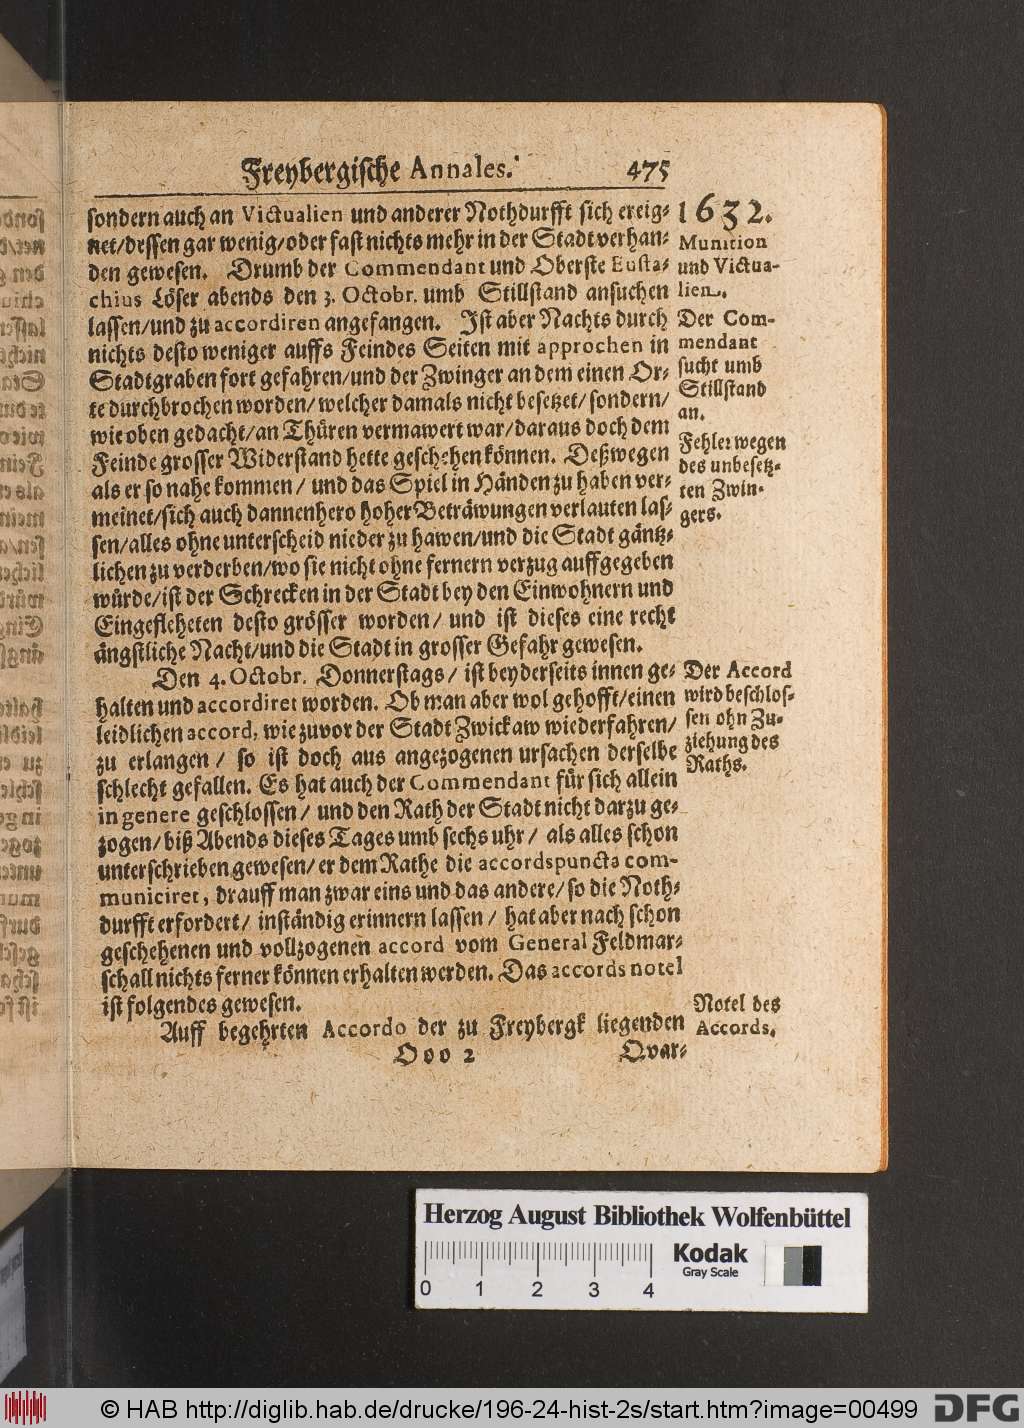 Freybergische Annales. 475
sondern auch an Victualien und anderer Nothdurfft sich ereig-
net/dessen gar wenig/oder fast nichts mehr in der Stadt verhan-
den gewesen. Drumb der Commendant und Oberste Eusta-
chius Löser abends den 3. Octobr. umb Stillstand ansuchen
lassen/und zu accordiren angefangen. Ist aber Nachts durch
nichts desto weniger auffs Feindes Seiten mit approchen in
Stadtgraben fort gefahren/und der Zwinger an dem einen Or-
te durchbrochen worden/welcher damals nicht besetzet/sondern/
wie oben gedacht/an Thüren vermawert war/daraus doch dem
Feinde grosser Widerstand hette geschehen können. Deßwegen
als er so nahe kommen/ und das Spiel in Händen zu haben ver-
meinet/sich auch dannenhero hoher Beträwungen verlauten las-
sen/alles ohne unterscheid nieder zu hawen/und die Stadt gäntz-
lichen zu verderben/wo sie nicht ohne fernern verzug auffgegeben
würde/ist der Schrecken in der Stadt bey den Einwohnern und
Eingefleheten desto grösser worden/ und ist dieses eine recht
ängstliche Nacht/und die Stadt in grosser Gefahr gewesen.
Den 4. Octobr. Donnerstags/ ist beyderseits innen ge-
halten und accordiret worden. Ob man aber wol gehofft/einen
leidlichen accord, wie zuvor der Stadt Zwickaw wiederfahren/
zu erlangen/ so ist doch aus angezogenen ursachen derselbe
schlecht gefallen. Es hat auch der Commendant für sich allein
in genere geschlossen/ und den Rath der Stadt nicht darzu ge-
zogen/biß Abends dieses Tages umb sechs uhr/ als alles schon
unterschrieben gewesen/er dem Rathe die accordspuncta com-
municiret, drauff man zwar eins und das andere/so die Noth-
durfft erfordert/ inständig erinnern lassen/ hat aber nach schon
geschehenen und vollzogenen accord vom General Feldmar-
schall nichts ferner können erhalten werden. Das accords notel
ist folgendes gewesen.
Auff begehrten Accordo der zu Freybergk liegenden
Ooo 2 Qvar-
1632.
Munition
und Victua-
lien.
Der Com-
mendant
sucht umb
Stillstand
an.
Fehler wegen
des unbesetz-
ten Zwin-
gers.
Der Accord
wird beschlos-
sen ohn Zu-
ziehung des
Raths.
Notel des
Accords.
Herzog August Bibliothek Wolfenbüttel
Kodak
Gray Scale
0 1 2 3 4
© HAB http://diglib.hab.de/drucke/196-24-hist-2s/start.htm?image=00499
DFG